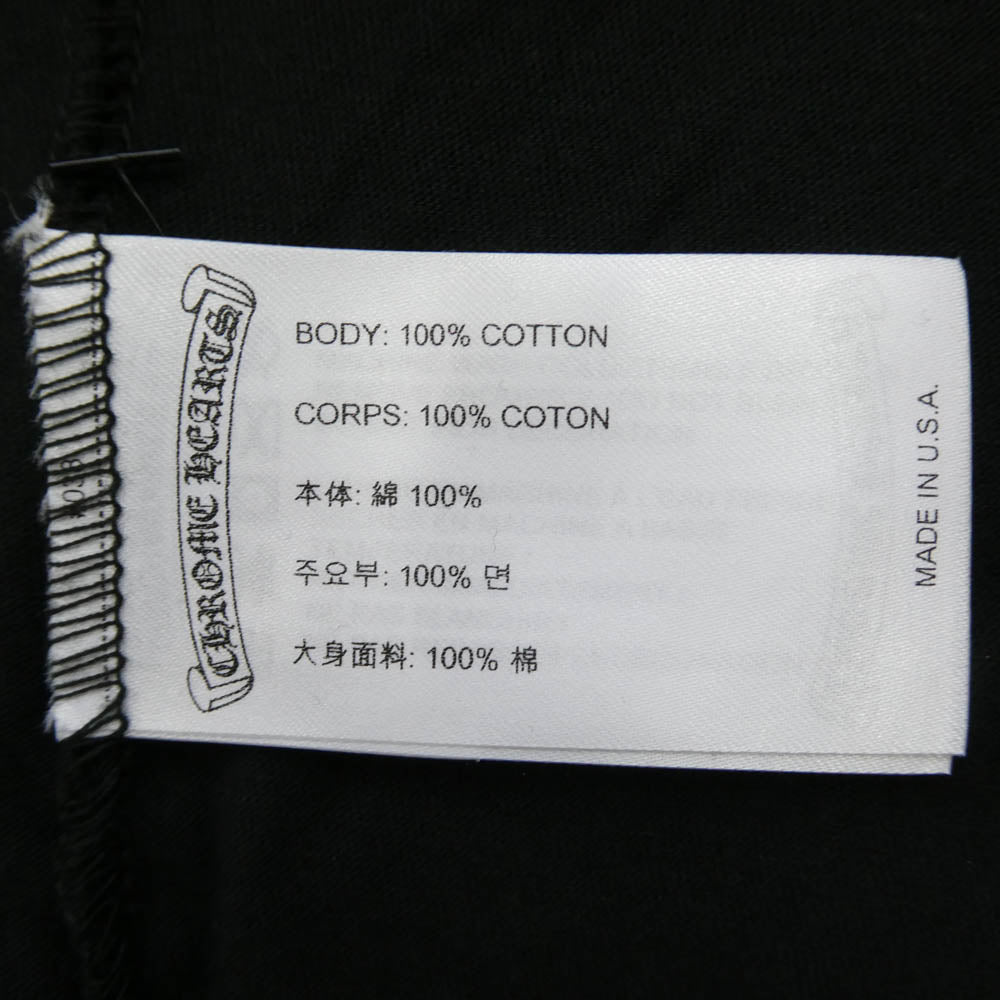 CHROME HEARTS
BODY: 100% COTTON
CORPS: 100% COTON
本体: 綿 100%
주요부: 100% 면
大身面料: 100% 棉
MADE IN U.S.A.